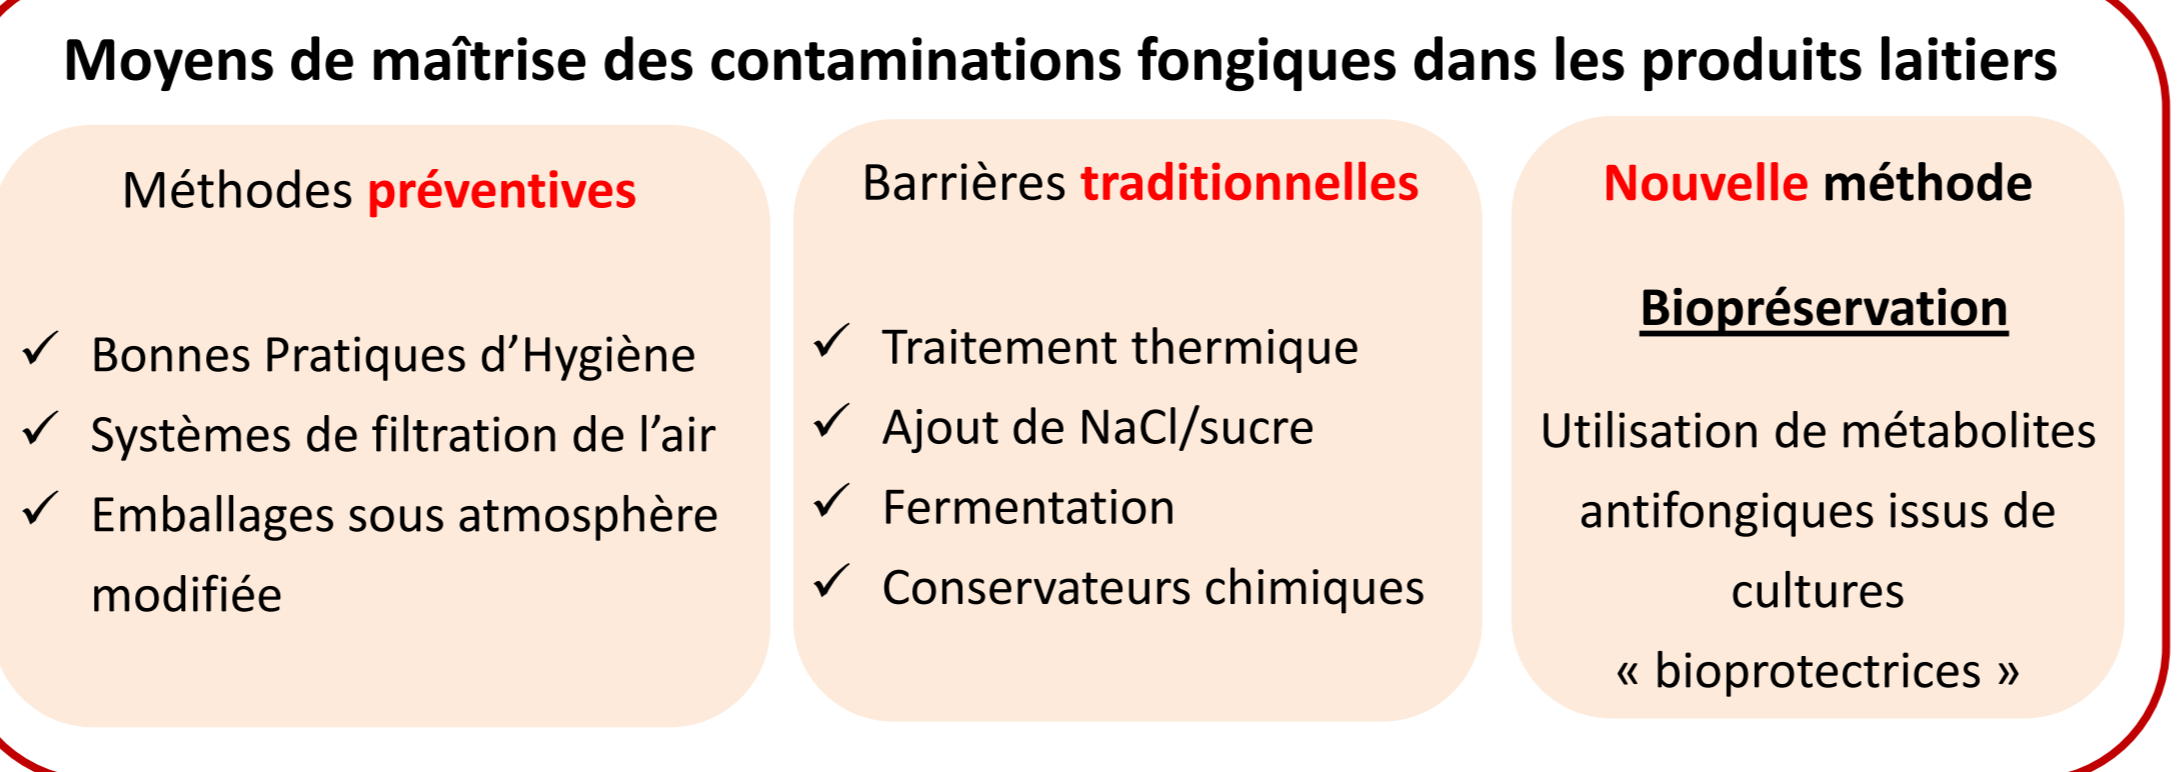 Moyens de maîtrise des contaminations fongiques dans les produits laitiers
Méthodes préventives
✓ Bonnes Pratiques d’Hygiène
✓ Systèmes de filtration de l’air
✓ Emballages sous atmosphère
modifiée
Barrières traditionnelles
✓ Traitement thermique
✓ Ajout de NaCl/sucre
✓ Fermentation
✓ Conservateurs chimiques
Nouvelle méthode
Biopréservation
Utilisation de métabolites
antifongiques issus de
cultures
« bioprotectrices »